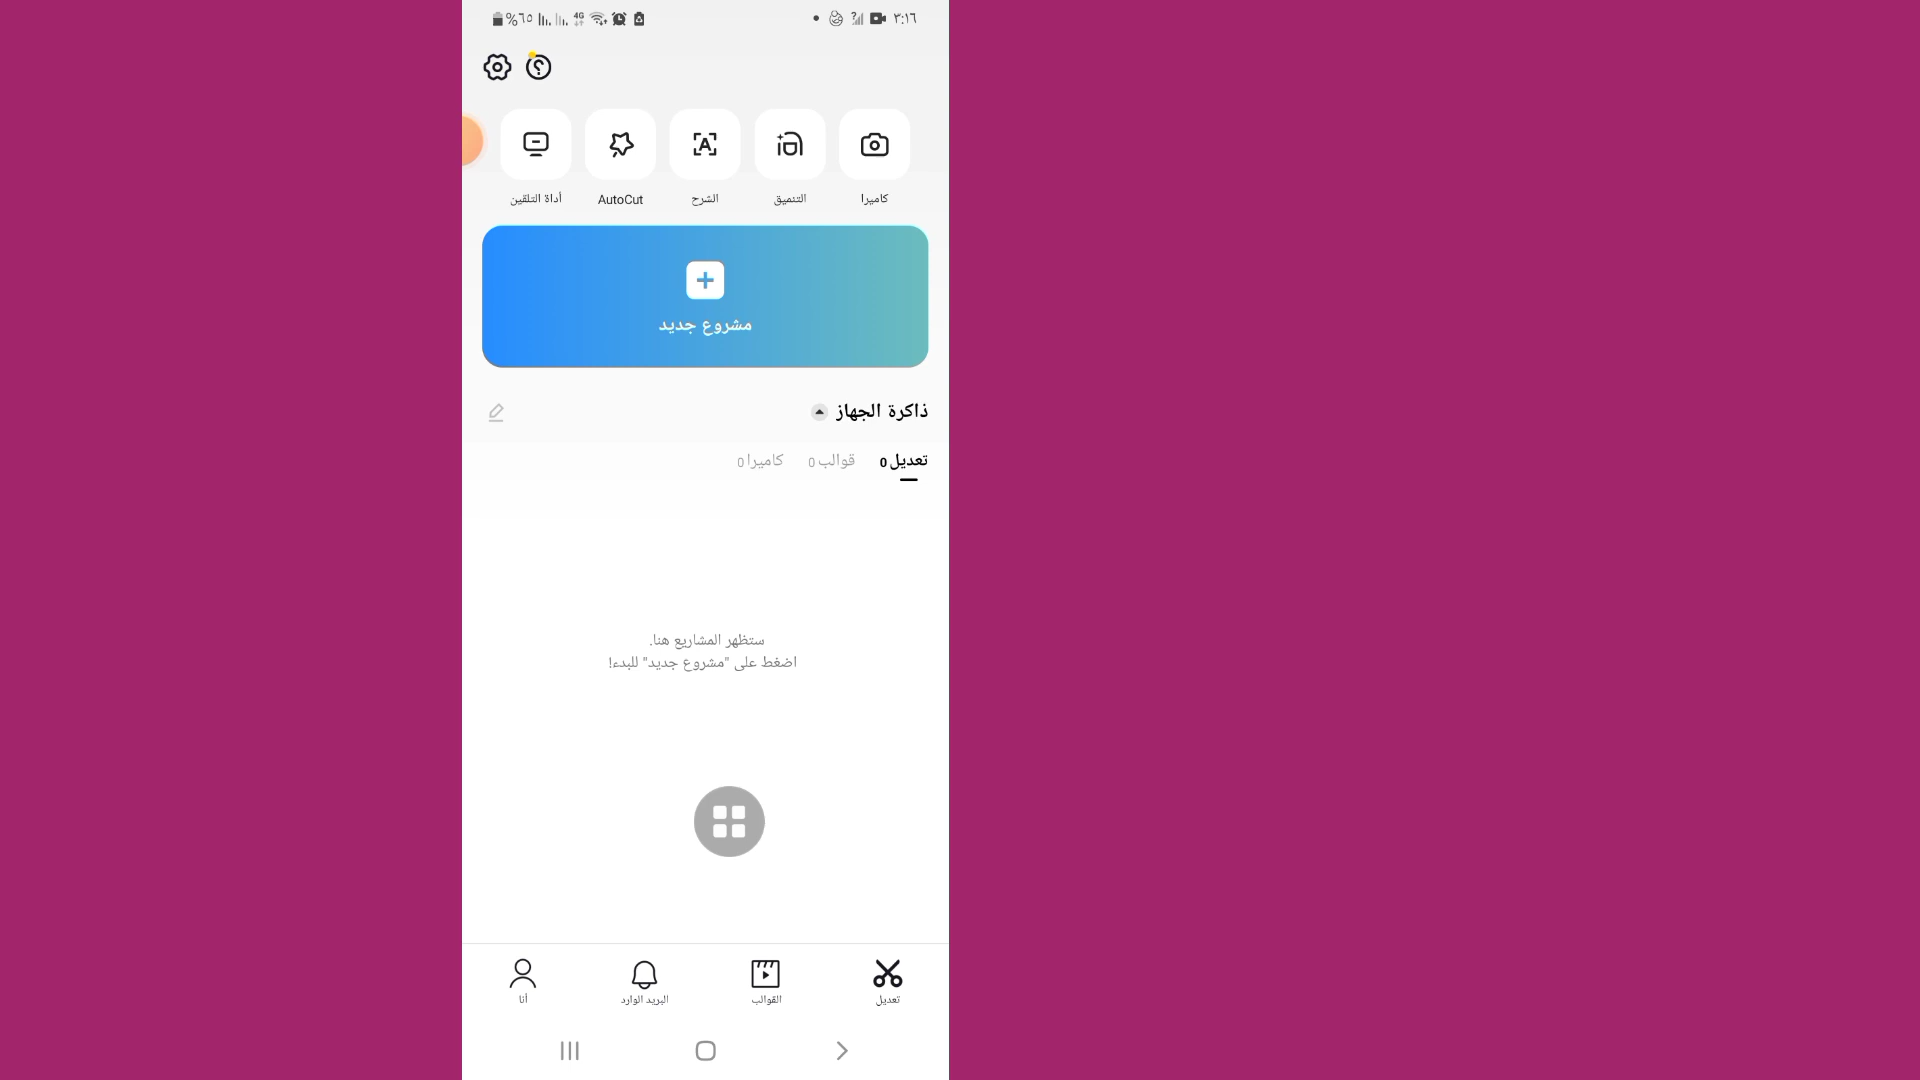 ٣:١٦
%٦٥
4G
كاميرا
التنميق
الشرح
AutoCut
أداة التلقين
مشروع جديد
ذاكرة الجهاز
تعديل 0 قوالب 0 كاميرا 0
ستظهر المشاريع هنا.
اضغط على "مشروع جديد" للبدء!
تعديل
القوالب
البريد الوارد
أنا